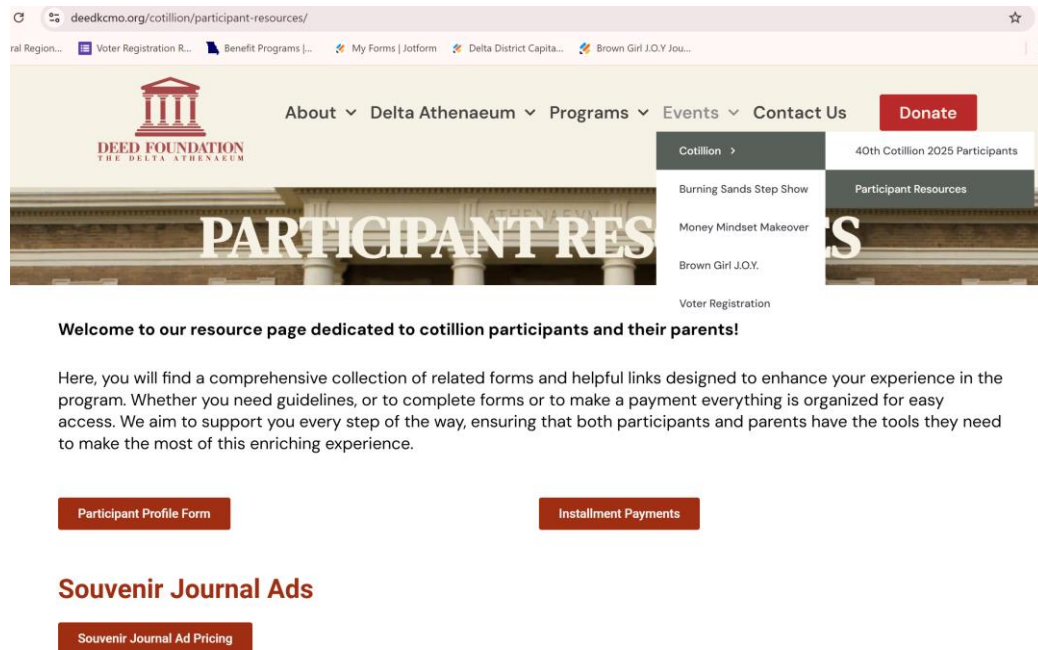 deedkcmo.org/cotillion/participant-resources/
ral Region... Voter Registration R... Benefit Programs |... My Forms | Jotform Delta District Capita... Brown Girl J.O.Y Jou...
DEED FOUNDATION
THE DELTA ATHENAEUM
About Delta Athenaeum Programs Events Contact Us Donate
Cotillion > 40th Cotillion 2025 Participants
Burning Sands Step Show Participant Resources
Money Mindset Makeover
Brown Girl J.O.Y.
Voter Registration
ATHENAEVM
PARTICIPANT RES S
Welcome to our resource page dedicated to cotillion participants and their parents!
Here, you will find a comprehensive collection of related forms and helpful links designed to enhance your experience in the
program. Whether you need guidelines, or to complete forms or to make a payment everything is organized for easy
access. We aim to support you every step of the way, ensuring that both participants and parents have the tools they need
to make the most of this enriching experience.
Participant Profile Form Installment Payments
Souvenir Journal Ads
Souvenir Journal Ad Pricing